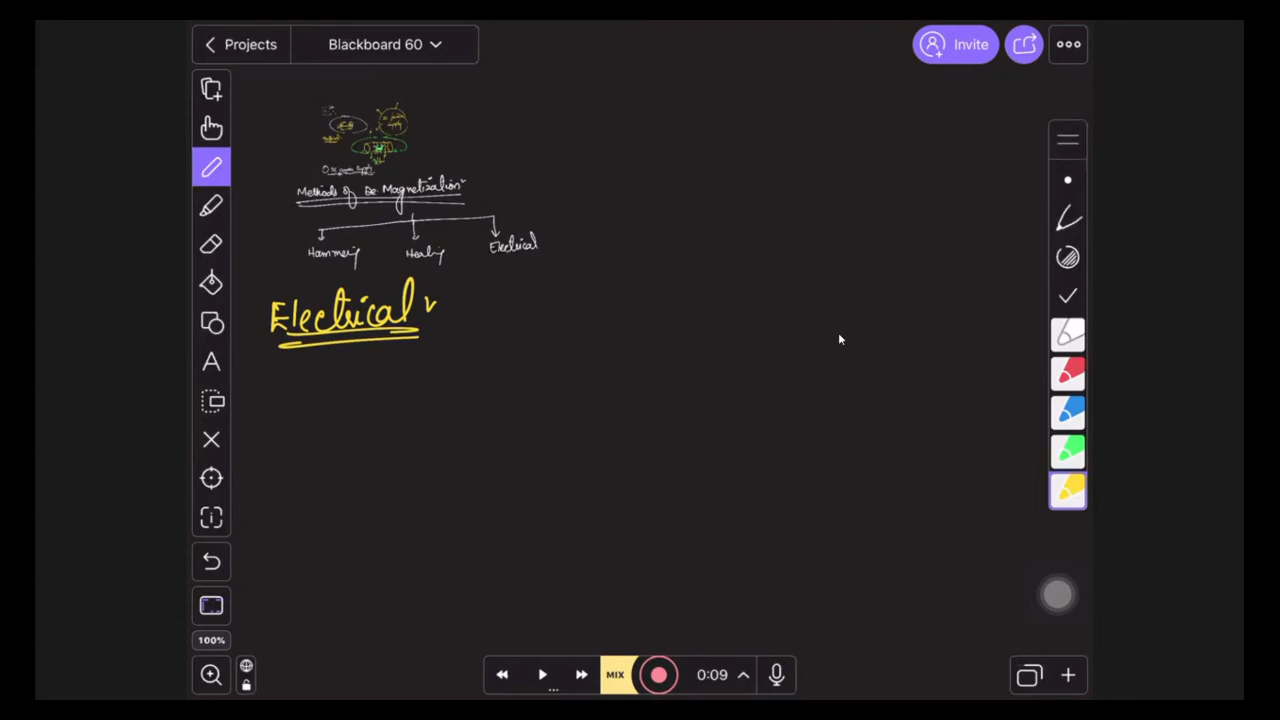 Projects
Blackboard 60
Invite
Methods of De Magnetization
Hammering
Heating
Electrical
Electrical
A
100%
MIX
0:09